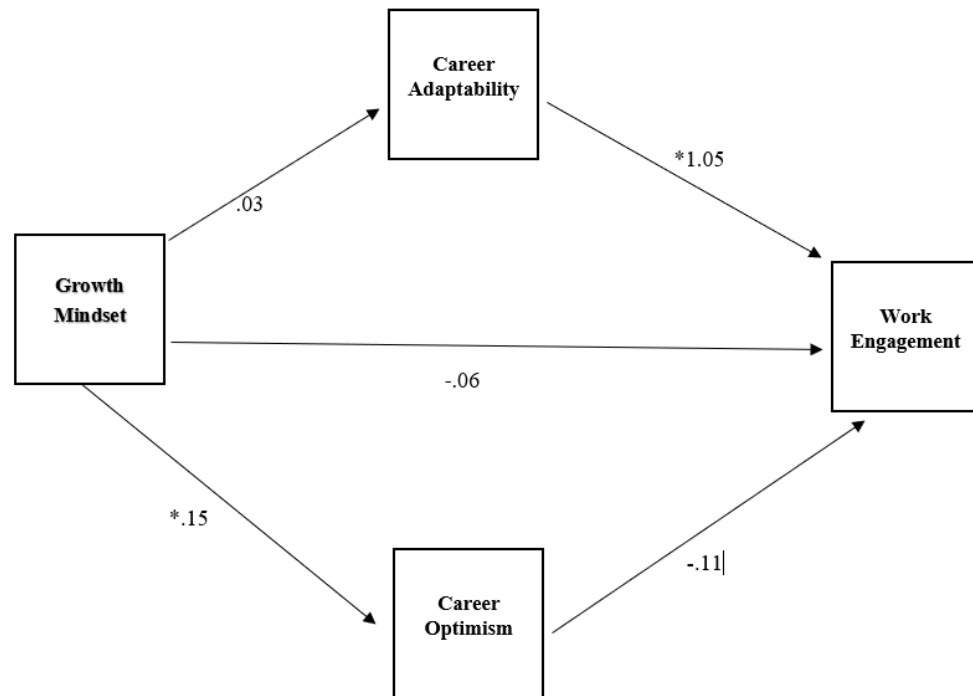 Career
Adaptability
*1.05
.03
Growth
Mindset
Work
Engagement
-.06
*.15
-.11
Career
Optimism